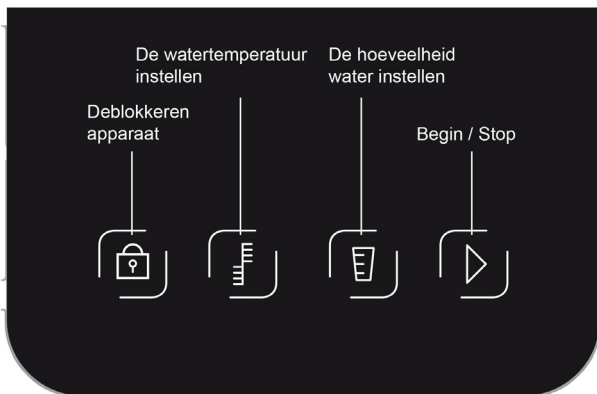 De watertemperatuur
instellen
De hoeveelheid
water instellen
Deblokkeren
apparaat
Begin / Stop